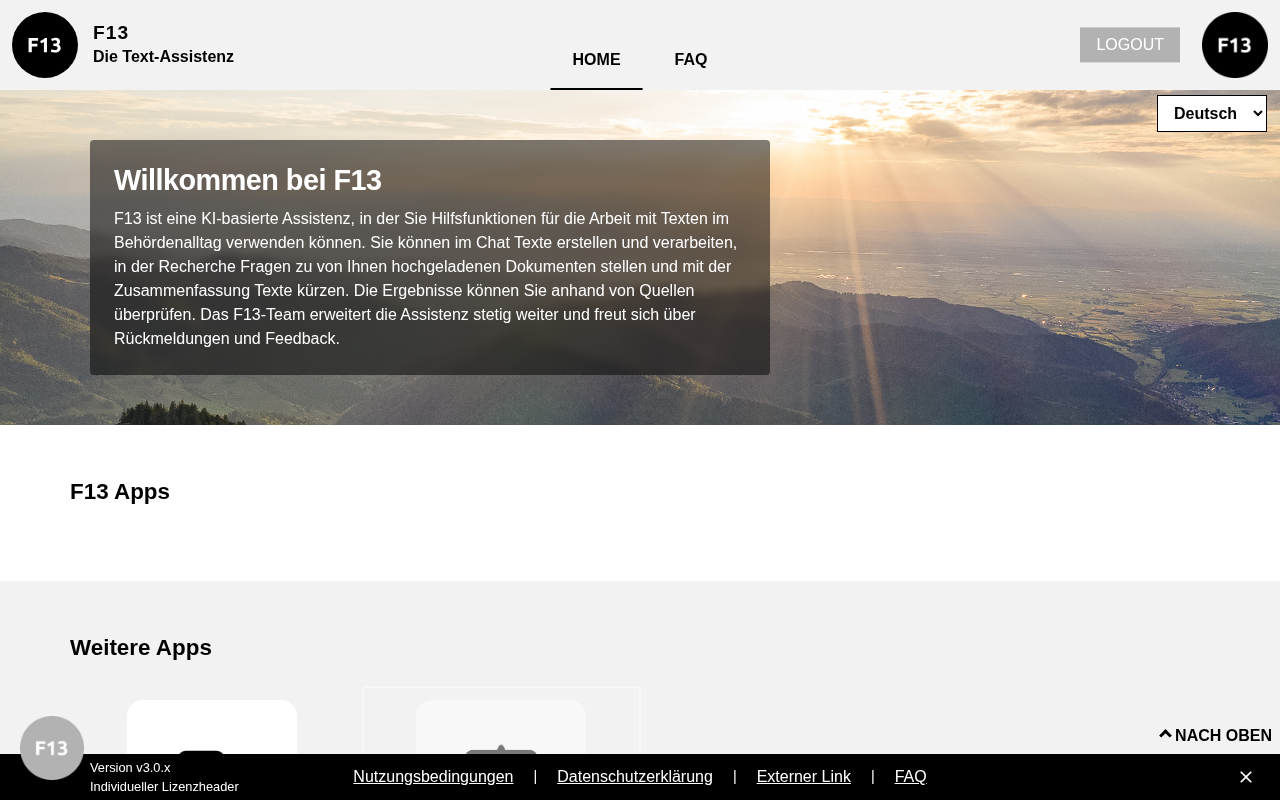 F13
F13
Die Text-Assistenz
HOME
FAQ
LOGOUT
F13
Deutsch
Willkommen bei F13
F13 ist eine KI-basierte Assistenz, in der Sie Hilfsfunktionen für die Arbeit mit Texten im
Behördenalltag verwenden können. Sie können im Chat Texte erstellen und verarbeiten,
in der Recherche Fragen zu von Ihnen hochgeladenen Dokumenten stellen und mit der
Zusammenfassung Texte kürzen. Die Ergebnisse können Sie anhand von Quellen
überprüfen. Das F13-Team erweitert die Assistenz stetig weiter und freut sich über
Rückmeldungen und Feedback.
F13 Apps
Weitere Apps
NACH OBEN
F13
Version v3.0.x
Individueller Lizenzheader
Nutzungsbedingungen | Datenschutzerklärung | Externer Link | FAQ